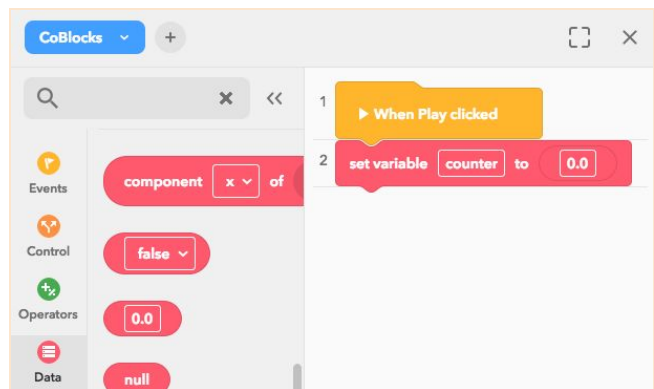 CoBlocks
+
1
When Play clicked
2
set variable counter to 0.0
Events
component x of
Control
false
Operators
0.0
Data
null